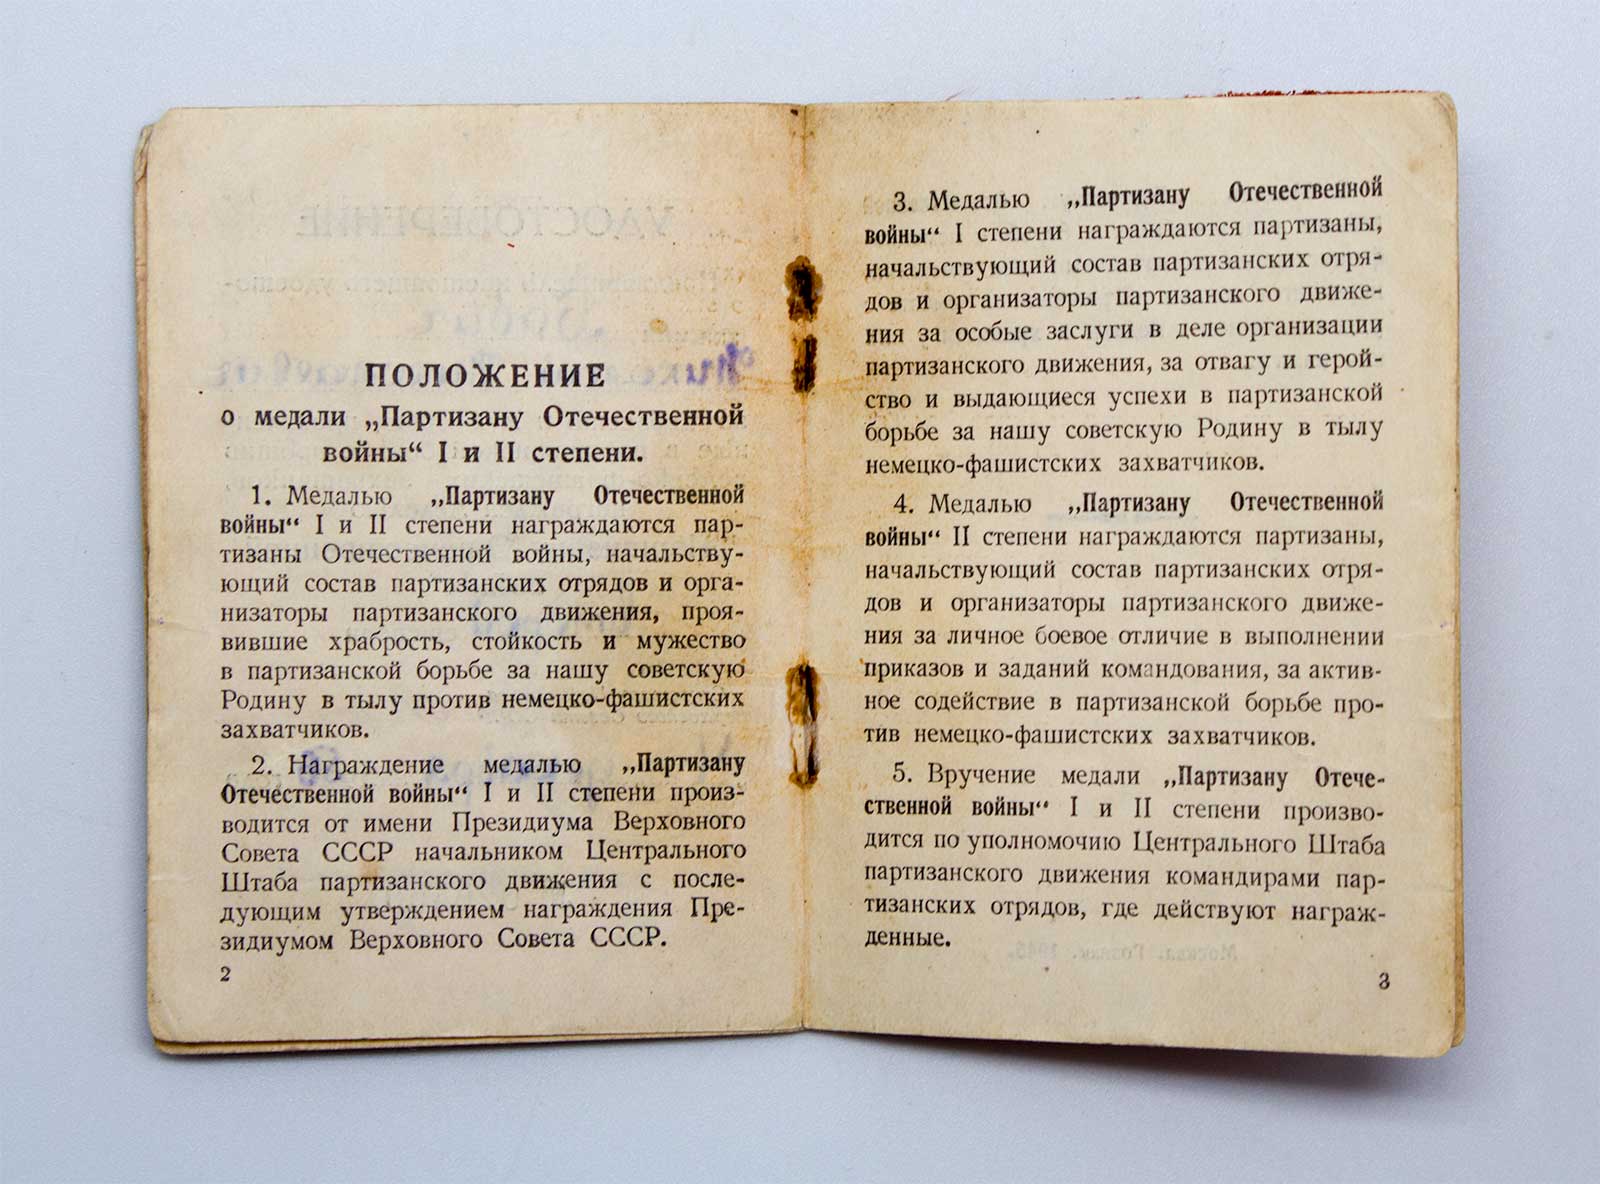 ПОЛОЖЕНИЕ
о медали „Партизану Отечественной
войны“ I и II степени.
1. Медалью „Партизану Отечественной
войны“ I и II степени награждаются пар-
тизаны Отечественной войны, начальству-
ющий состав партизанских отрядов и орга-
низаторы партизанского движения, проя-
вившие храбрость, стойкость и мужество
в партизанской борьбе за нашу советскую
Родину в тылу против немецко-фашистских
захватчиков.
2. Награждение медалью „Партизану
Отечественной войны“ I и II степени произ-
водится от имени Президиума Верховного
Совета СССР начальником Центрального
Штаба партизанского движения с после-
дующим утверждением награждения Пре-
зидиумом Верховного Совета СССР.
2
3. Медалью „Партизану Отечественной
войны“ I степени награждаются партизаны,
начальствующий состав партизанских отря-
дов и организаторы партизанского движе-
ния за особые заслуги в деле организации
партизанского движения, за отвагу и герой-
ство и выдающиеся успехи в партизанской
борьбе за нашу советскую Родину в тылу
немецко-фашистских захватчиков.
4. Медалью „Партизану Отечественной
войны“ II степени награждаются партизаны,
начальствующий состав партизанских отря-
дов и организаторы партизанского движе-
ния за личное боевое отличие в выполнении
приказов и заданий командования, за актив-
ное содействие в партизанской борьбе про-
тив немецко-фашистских захватчиков.
5. Вручение медали „Партизану Отече-
ственной войны“ I и II степени производ-
дится по уполномочию Центрального Штаба
партизанского движения командирами пар-
тизанских отрядов, где действуют награж-
денные.
3